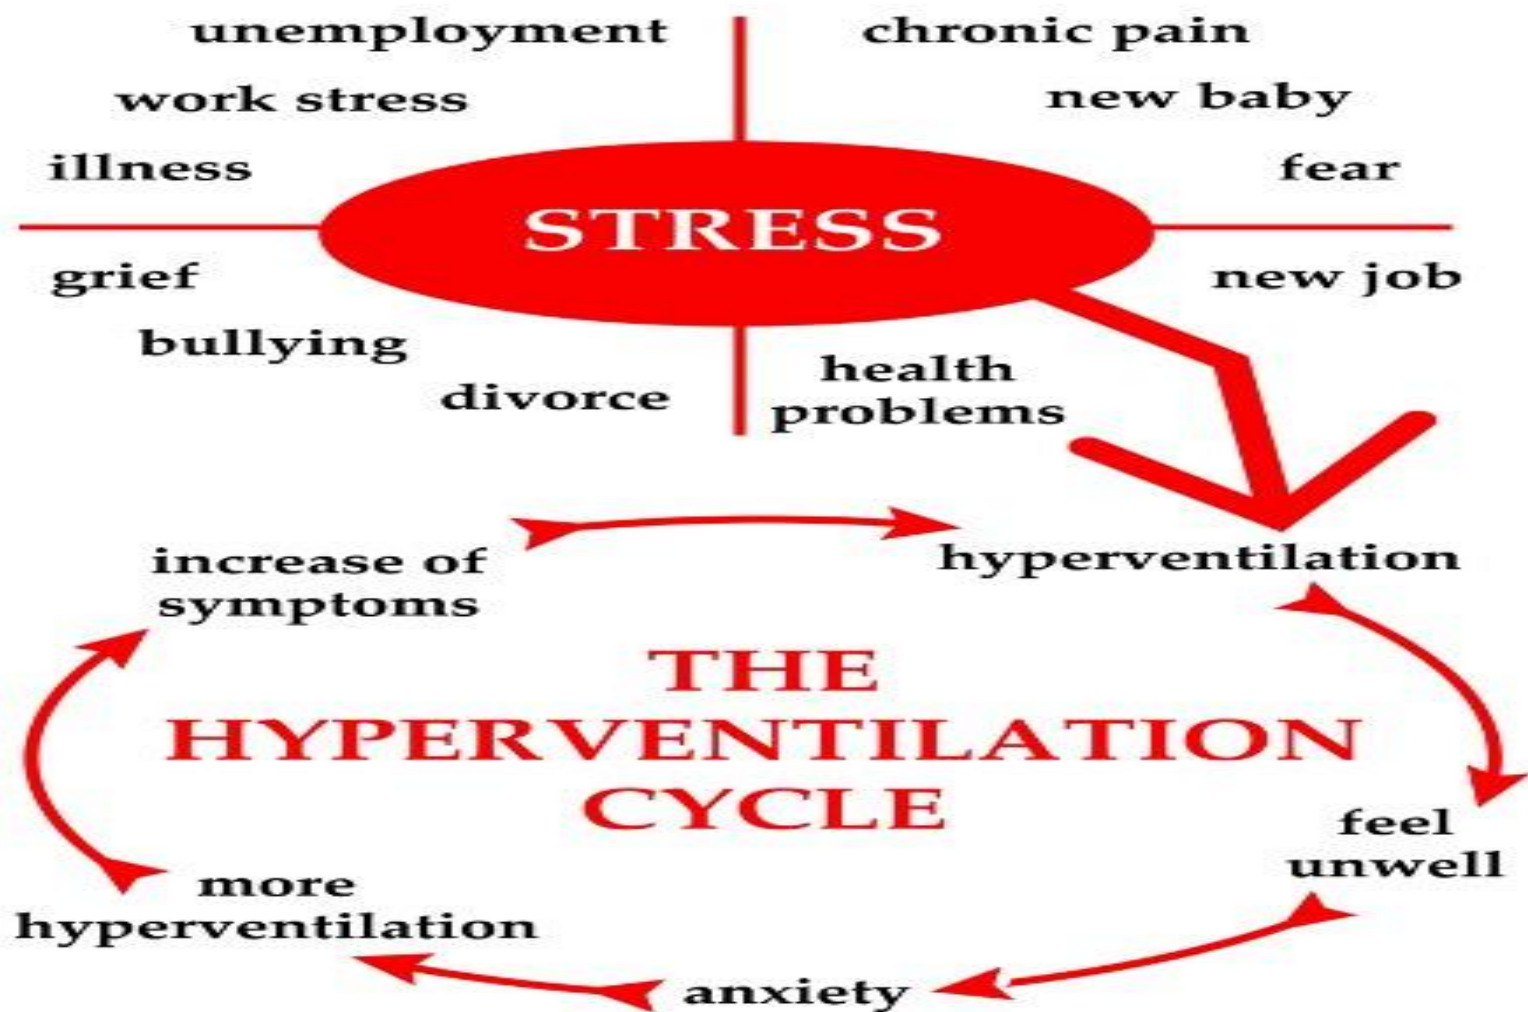 unemployment
chronic pain
work stress
new baby
illness
fear
STRESS
grief
new job
bullying
divorce
health
problems
increase of
symptoms
hyperventilation
THE
HYPERVENTILATION
CYCLE
feel
unwell
more
hyperventilation
anxiety